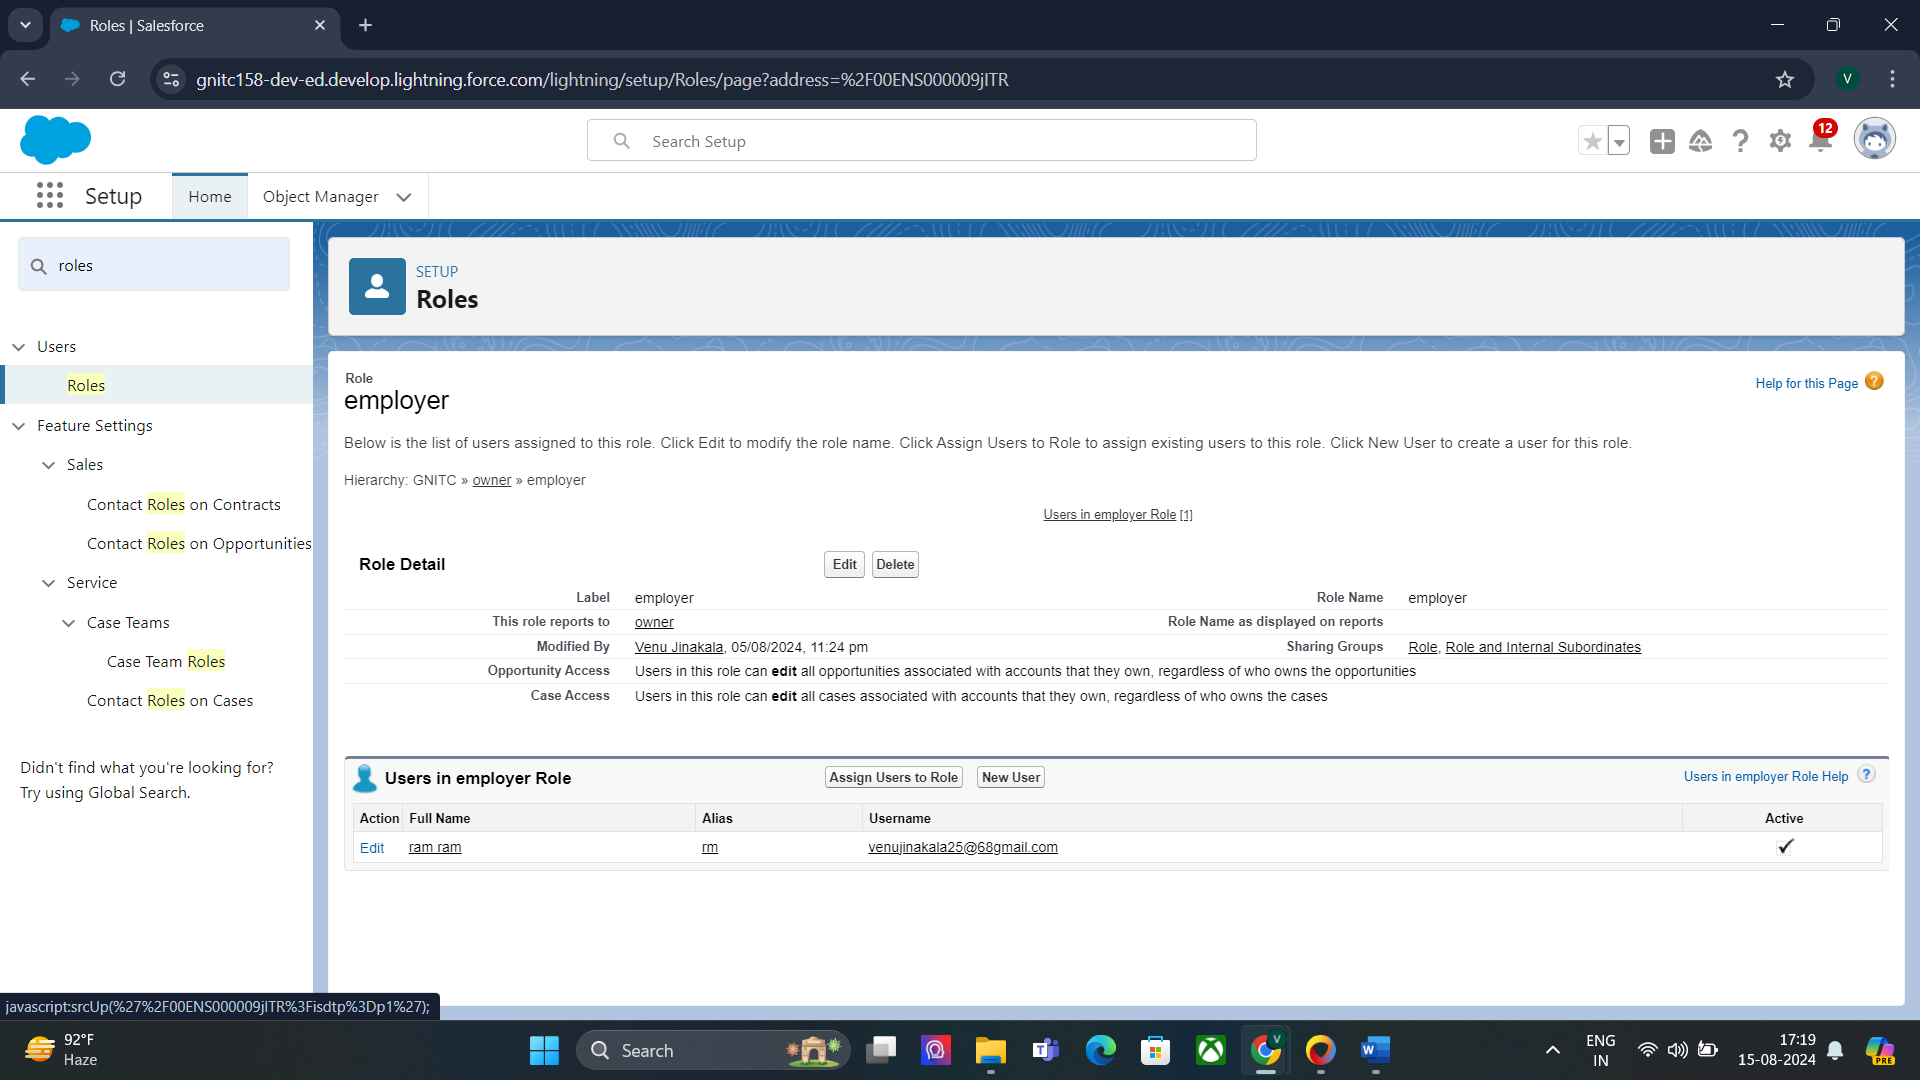 Roles | Salesforce
gnitc158-dev-ed.develop.lightning.force.com/lightning/setup/Roles/page?address=%2F00ENS000009jITR
V
Search Setup
12
Setup
Home
Object Manager
roles
Users
Roles
Feature Settings
Sales
Contact Roles on Contracts
Contact Roles on Opportunities
Service
Case Teams
Case Team Roles
Contact Roles on Cases
Didn't find what you're looking for?
Try using Global Search.
SETUP
Roles
Role
employer
Help for this Page ?
Below is the list of users assigned to this role. Click Edit to modify the role name. Click Assign Users to Role to assign existing users to this role. Click New User to create a user for this role.
Hierarchy: GNITC » owner » employer
Users in employer Role [1]
Role Detail Edit Delete
Label employer Role Name employer
This role reports to owner Role Name as displayed on reports
Modified By Venu Jinakala, 05/08/2024, 11:24 pm Sharing Groups Role, Role and Internal Subordinates
Opportunity Access Users in this role can edit all opportunities associated with accounts that they own, regardless of who owns the opportunities
Case Access Users in this role can edit all cases associated with accounts that they own, regardless of who owns the cases
Users in employer Role Assign Users to Role New User Users in employer Role Help ?
Action Full Name Alias Username Active
Edit ram ram rm venujinakala25@68gmail.com
javascript:srcUp(%27%2F00ENS000009jITR%3Fisdtp%3Dp1%27);
92°F
Haze
Search
V
ENG
IN
17:19
15-08-2024
PRE